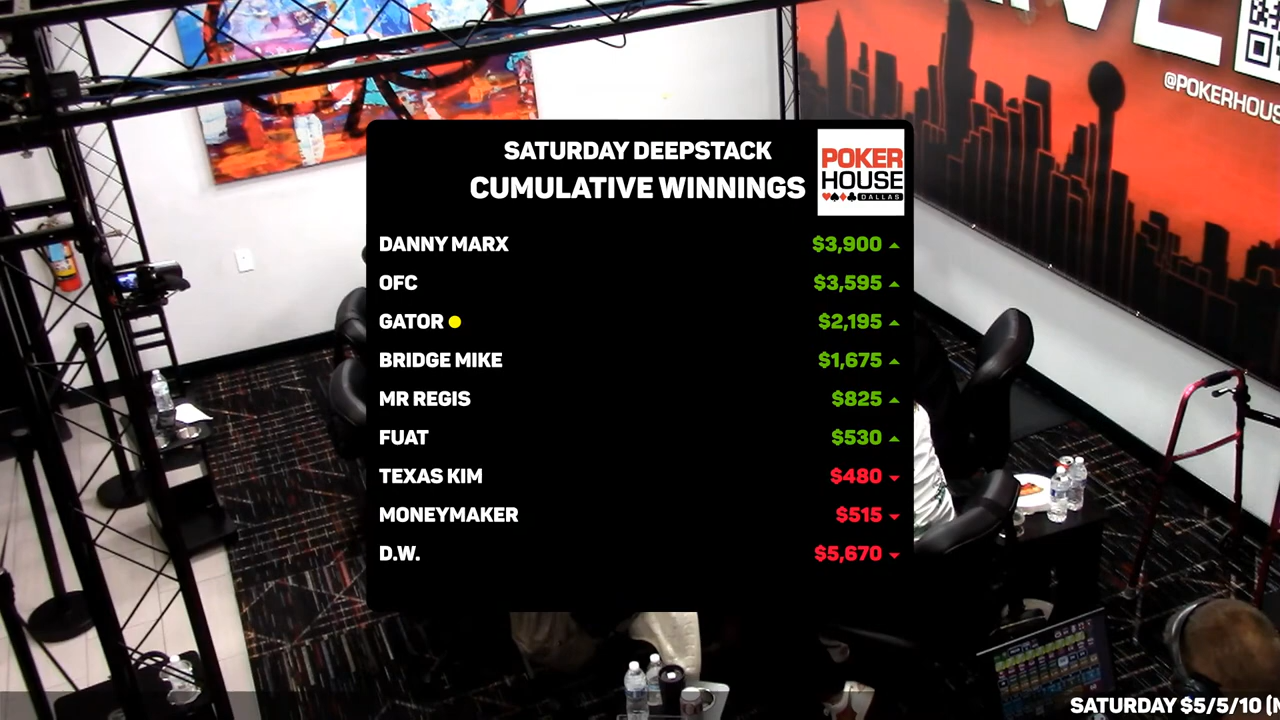 @POKERHOUS
SATURDAY DEEPSTACK
CUMULATIVE WINNINGS
POKER
HOUSE
DALLAS
DANNY MARX $3,900
OFC $3,595
GATOR $2,195
BRIDGE MIKE $1,675
MR REGIS $825
FUAT $530
TEXAS KIM $480
MONEYMAKER $515
D.W. $5,670
SATURDAY $5/5/10 (